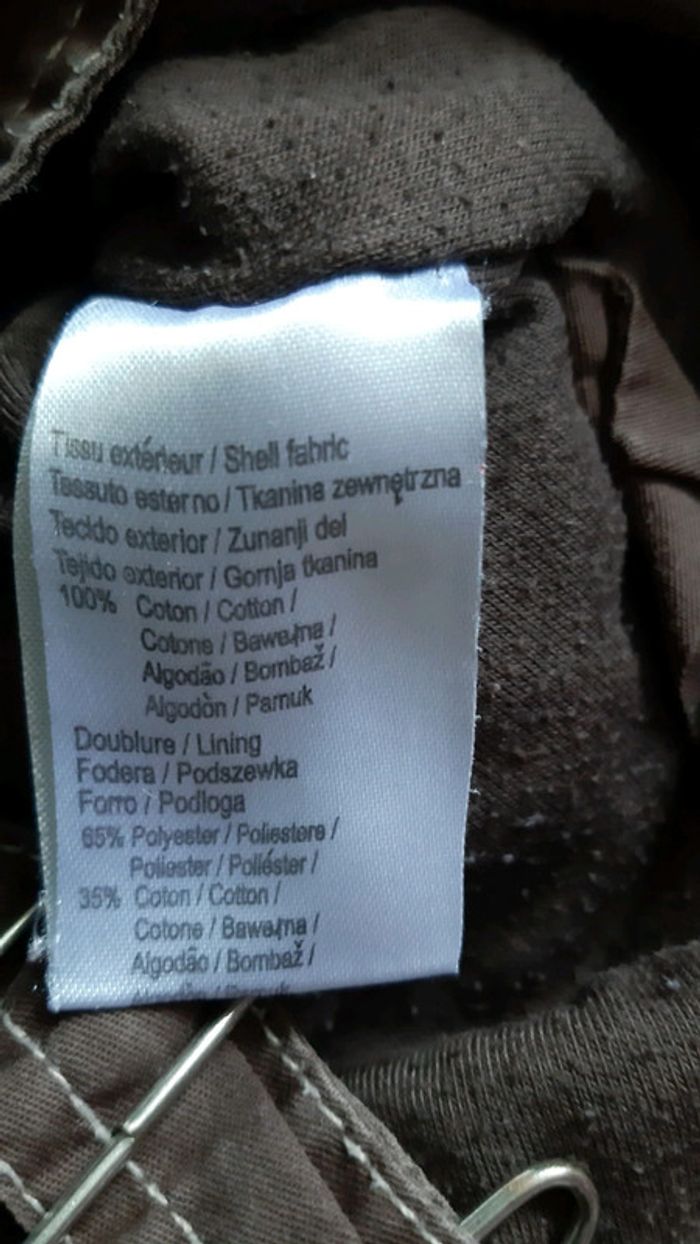 Tissu extérieur / Shell fabric
Tessuto esterno / Tkanina zewnętrzna
Tecido exterior / Zunanji del
Tejido exterior / Gornja tkanina
100% Coton / Cotton /
Cotone / Bawełna /
Algodão / Bombaž /
Algodòn / Pamuk
Doublure / Lining
Fodera / Podszewka
Forro / Podloga
65% Polyester / Poliestere /
Poliester / Poliéster /
35% Coton / Cotton /
Cotone / Bawełna /
Algodão / Bombaž /